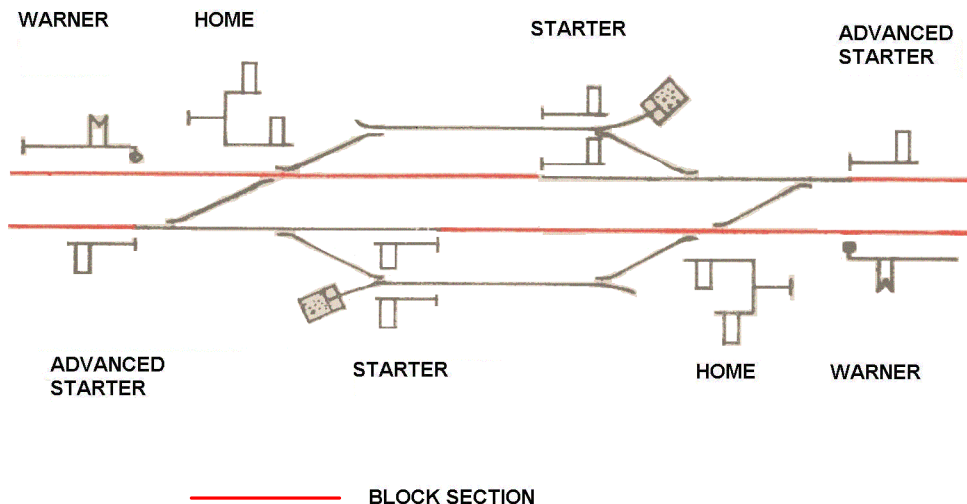 WARNER
HOME
STARTER
ADVANCED
STARTER
ADVANCED
STARTER
STARTER
HOME
WARNER
BLOCK SECTION